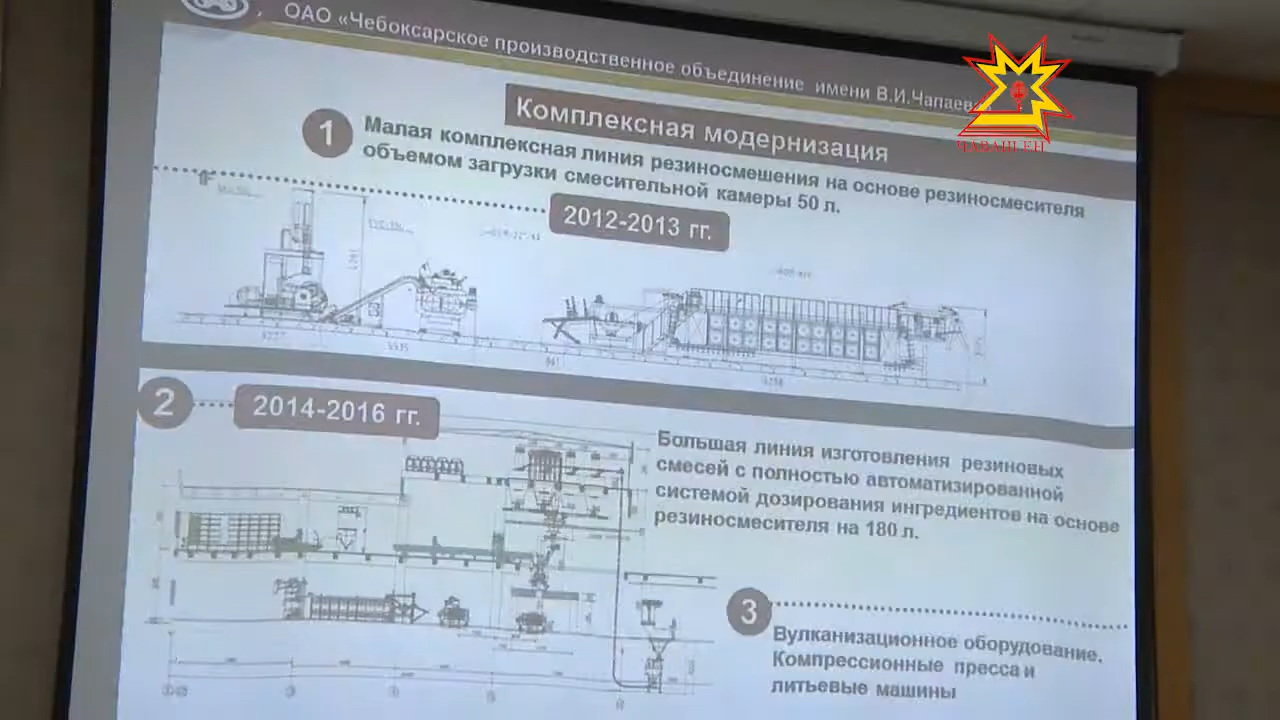 ОАО «Чебоксарское производственное объединение имени В.И.Чапаева»
ЧАВАШ ЕН
Комплексная модернизация
1
Малая комплексная линия резиносмешения на основе резиносмесителя
объемом загрузки смесительной камеры 50 л.
2012-2013 гг.
2
2014-2016 гг.
Большая линия изготовления резиновых
смесей с полностью автоматизированной
системой дозирования ингредиентов на основе
резиносмесителя на 180 л.
3
Вулканизационное оборудование.
Компрессионные пресса и
литьевые машины